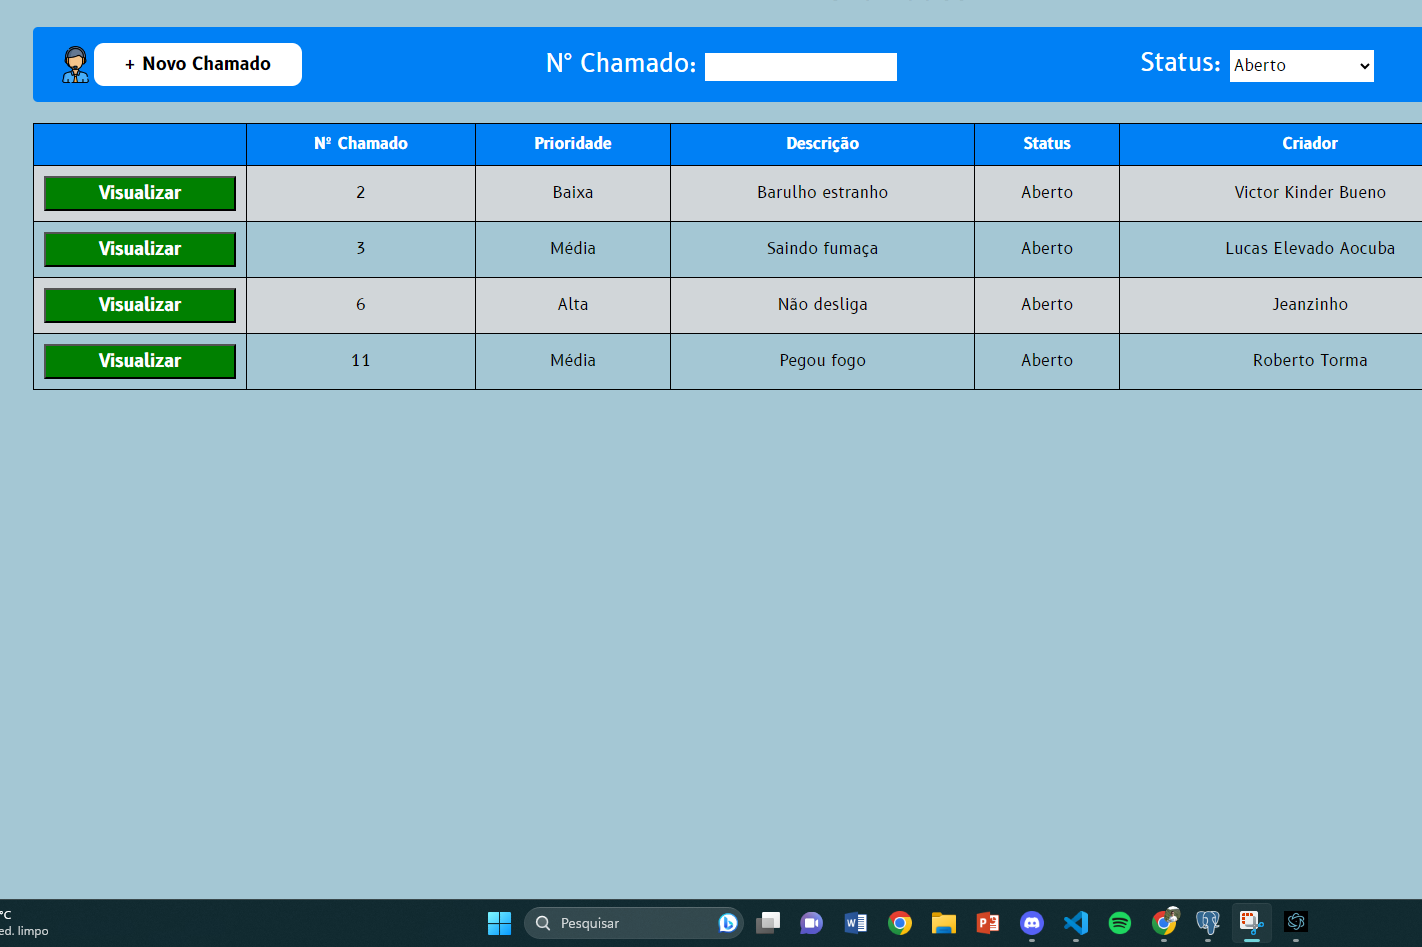 + Novo Chamado N° Chamado: Status: Aberto
Nº Chamado Prioridade Descrição Status Criador
Visualizar 2 Baixa Barulho estranho Aberto Victor Kinder Bueno
Visualizar 3 Média Saindo fumaça Aberto Lucas Elevado Aocuba
Visualizar 6 Alta Não desliga Aberto Jeanzinho
Visualizar 11 Média Pegou fogo Aberto Roberto Torma
°C
ed. limpo
Pesquisar